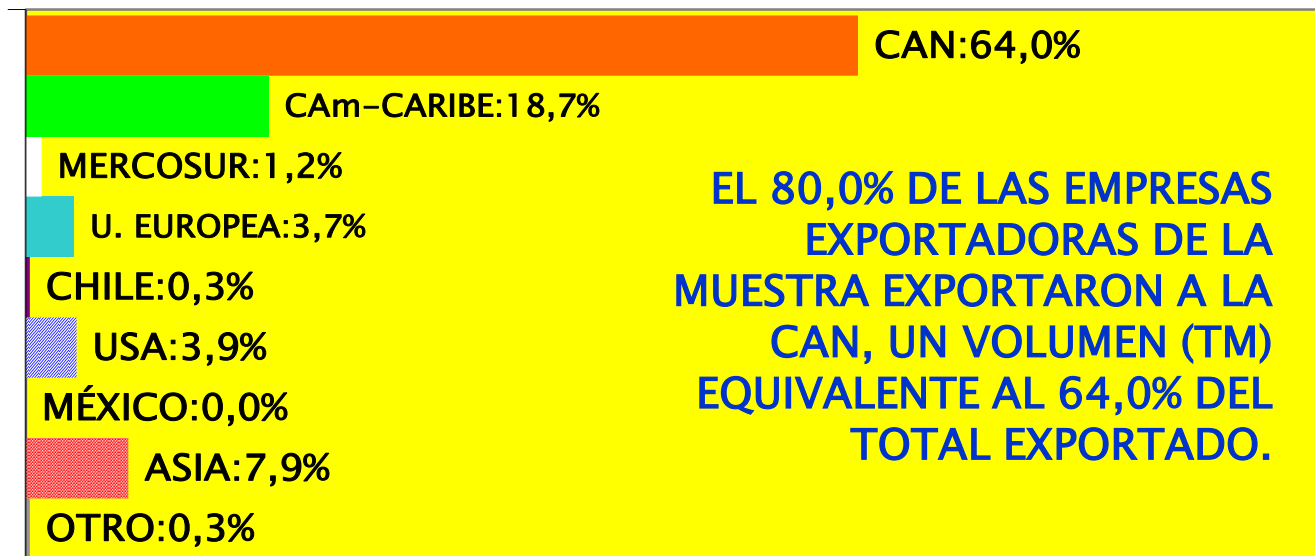 CAN:64,0%
CAm-CARIBE:18,7%
MERCOSUR:1,2%
U. EUROPEA:3,7%
CHILE:0,3%
USA:3,9%
MÉXICO:0,0%
ASIA:7,9%
OTRO:0,3%
EL 80,0% DE LAS EMPRESAS
EXPORTADORAS DE LA
MUESTRA EXPORTARON A LA
CAN, UN VOLUMEN (TM)
EQUIVALENTE AL 64,0% DEL
TOTAL EXPORTADO.